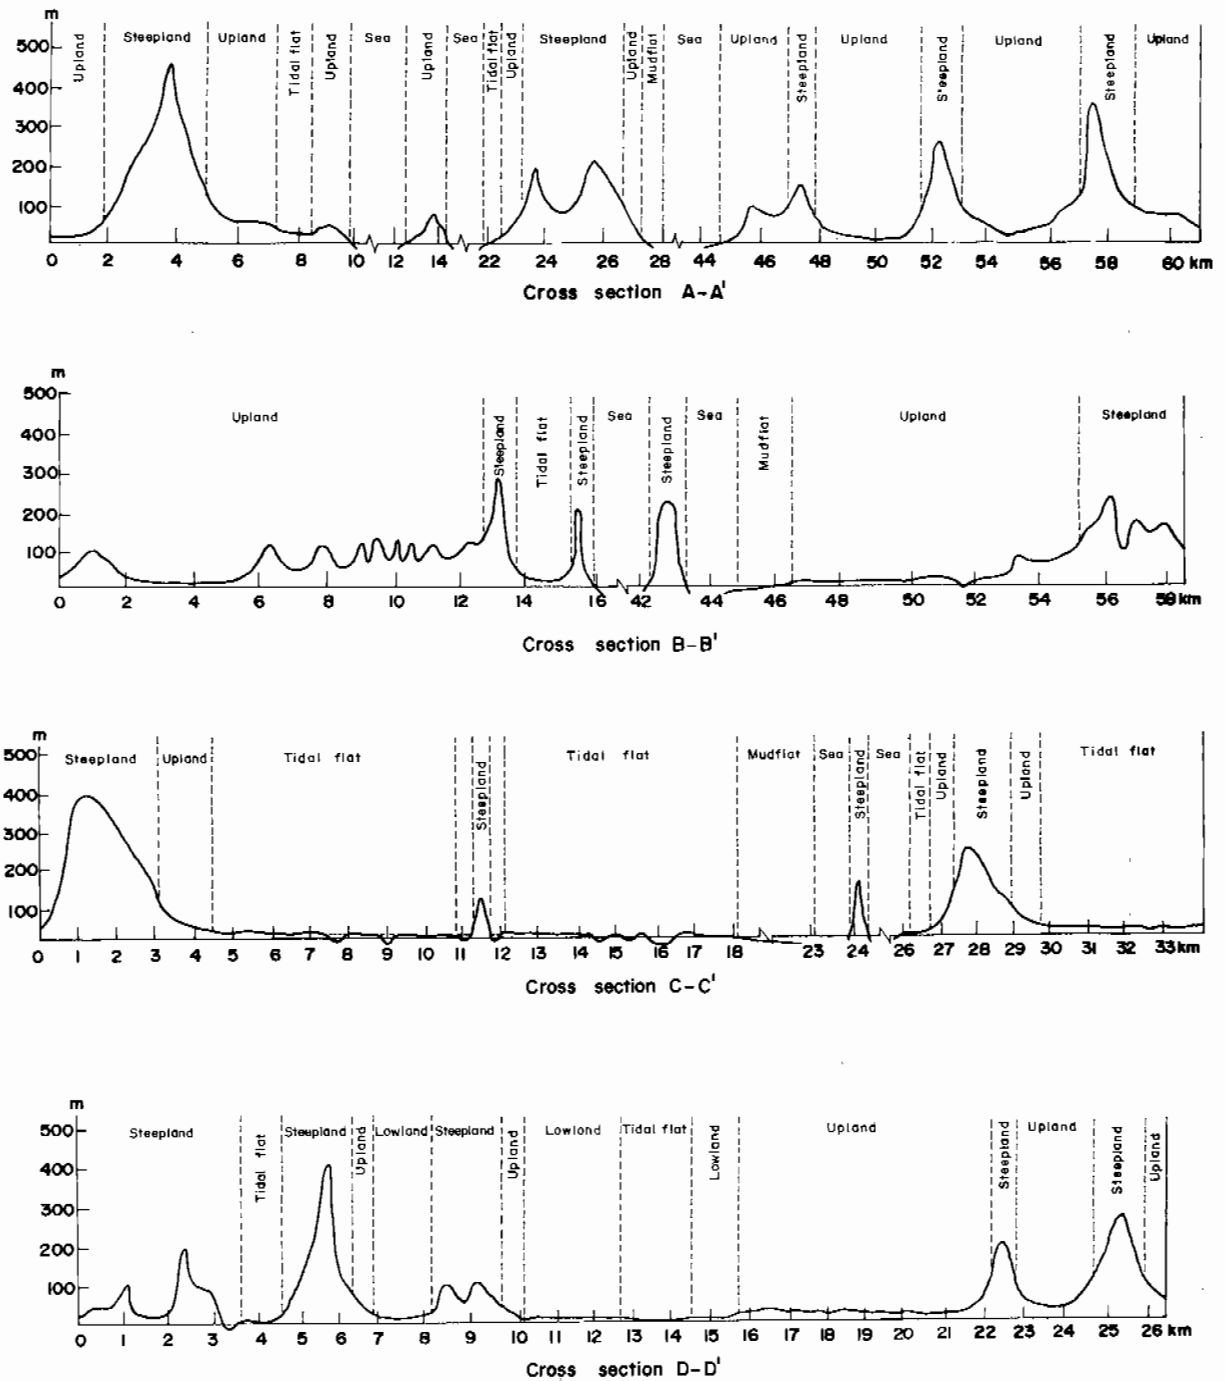 m
Upland Steepland Upland Tidal flat Upland Sea Upland Sea Tidal flat Upland Steepland Upland Mudflat Sea Upland Steepland Upland Steepland Upland Steepland Upland
500
400
300
200
100
0 2 4 6 8 10 12 14 22 24 26 28 44 46 48 50 52 54 56 58 60 km
Cross section A-A'
m
500
Upland Steepland Tidal flat Steepland Sea Steepland Sea Mudflat Upland Steepland
400
300
200
100
0 2 4 6 8 10 12 14 16 42 44 46 48 50 52 54 56 58 km
Cross section B-B'
m
500
Steepland Upland Tidal flat Steepland Tidal flat Mudflat Sea Steepland Sea Tidal flat Upland Steepland Upland Tidal flat
400
300
200
100
0 1 2 3 4 5 6 7 8 9 10 11 12 13 14 15 16 17 18 23 24 26 27 28 29 30 31 32 33 km
Cross section C-C'
m
500
Steepland Tidal flat Steepland Upland Lowland Steepland Upland Lowland Tidal flat Lowland Upland Steepland Upland Steepland Upland
400
300
200
100
0 1 2 3 4 5 6 7 8 9 10 11 12 13 14 15 16 17 18 19 20 21 22 23 24 25 26 km
Cross section D-D'